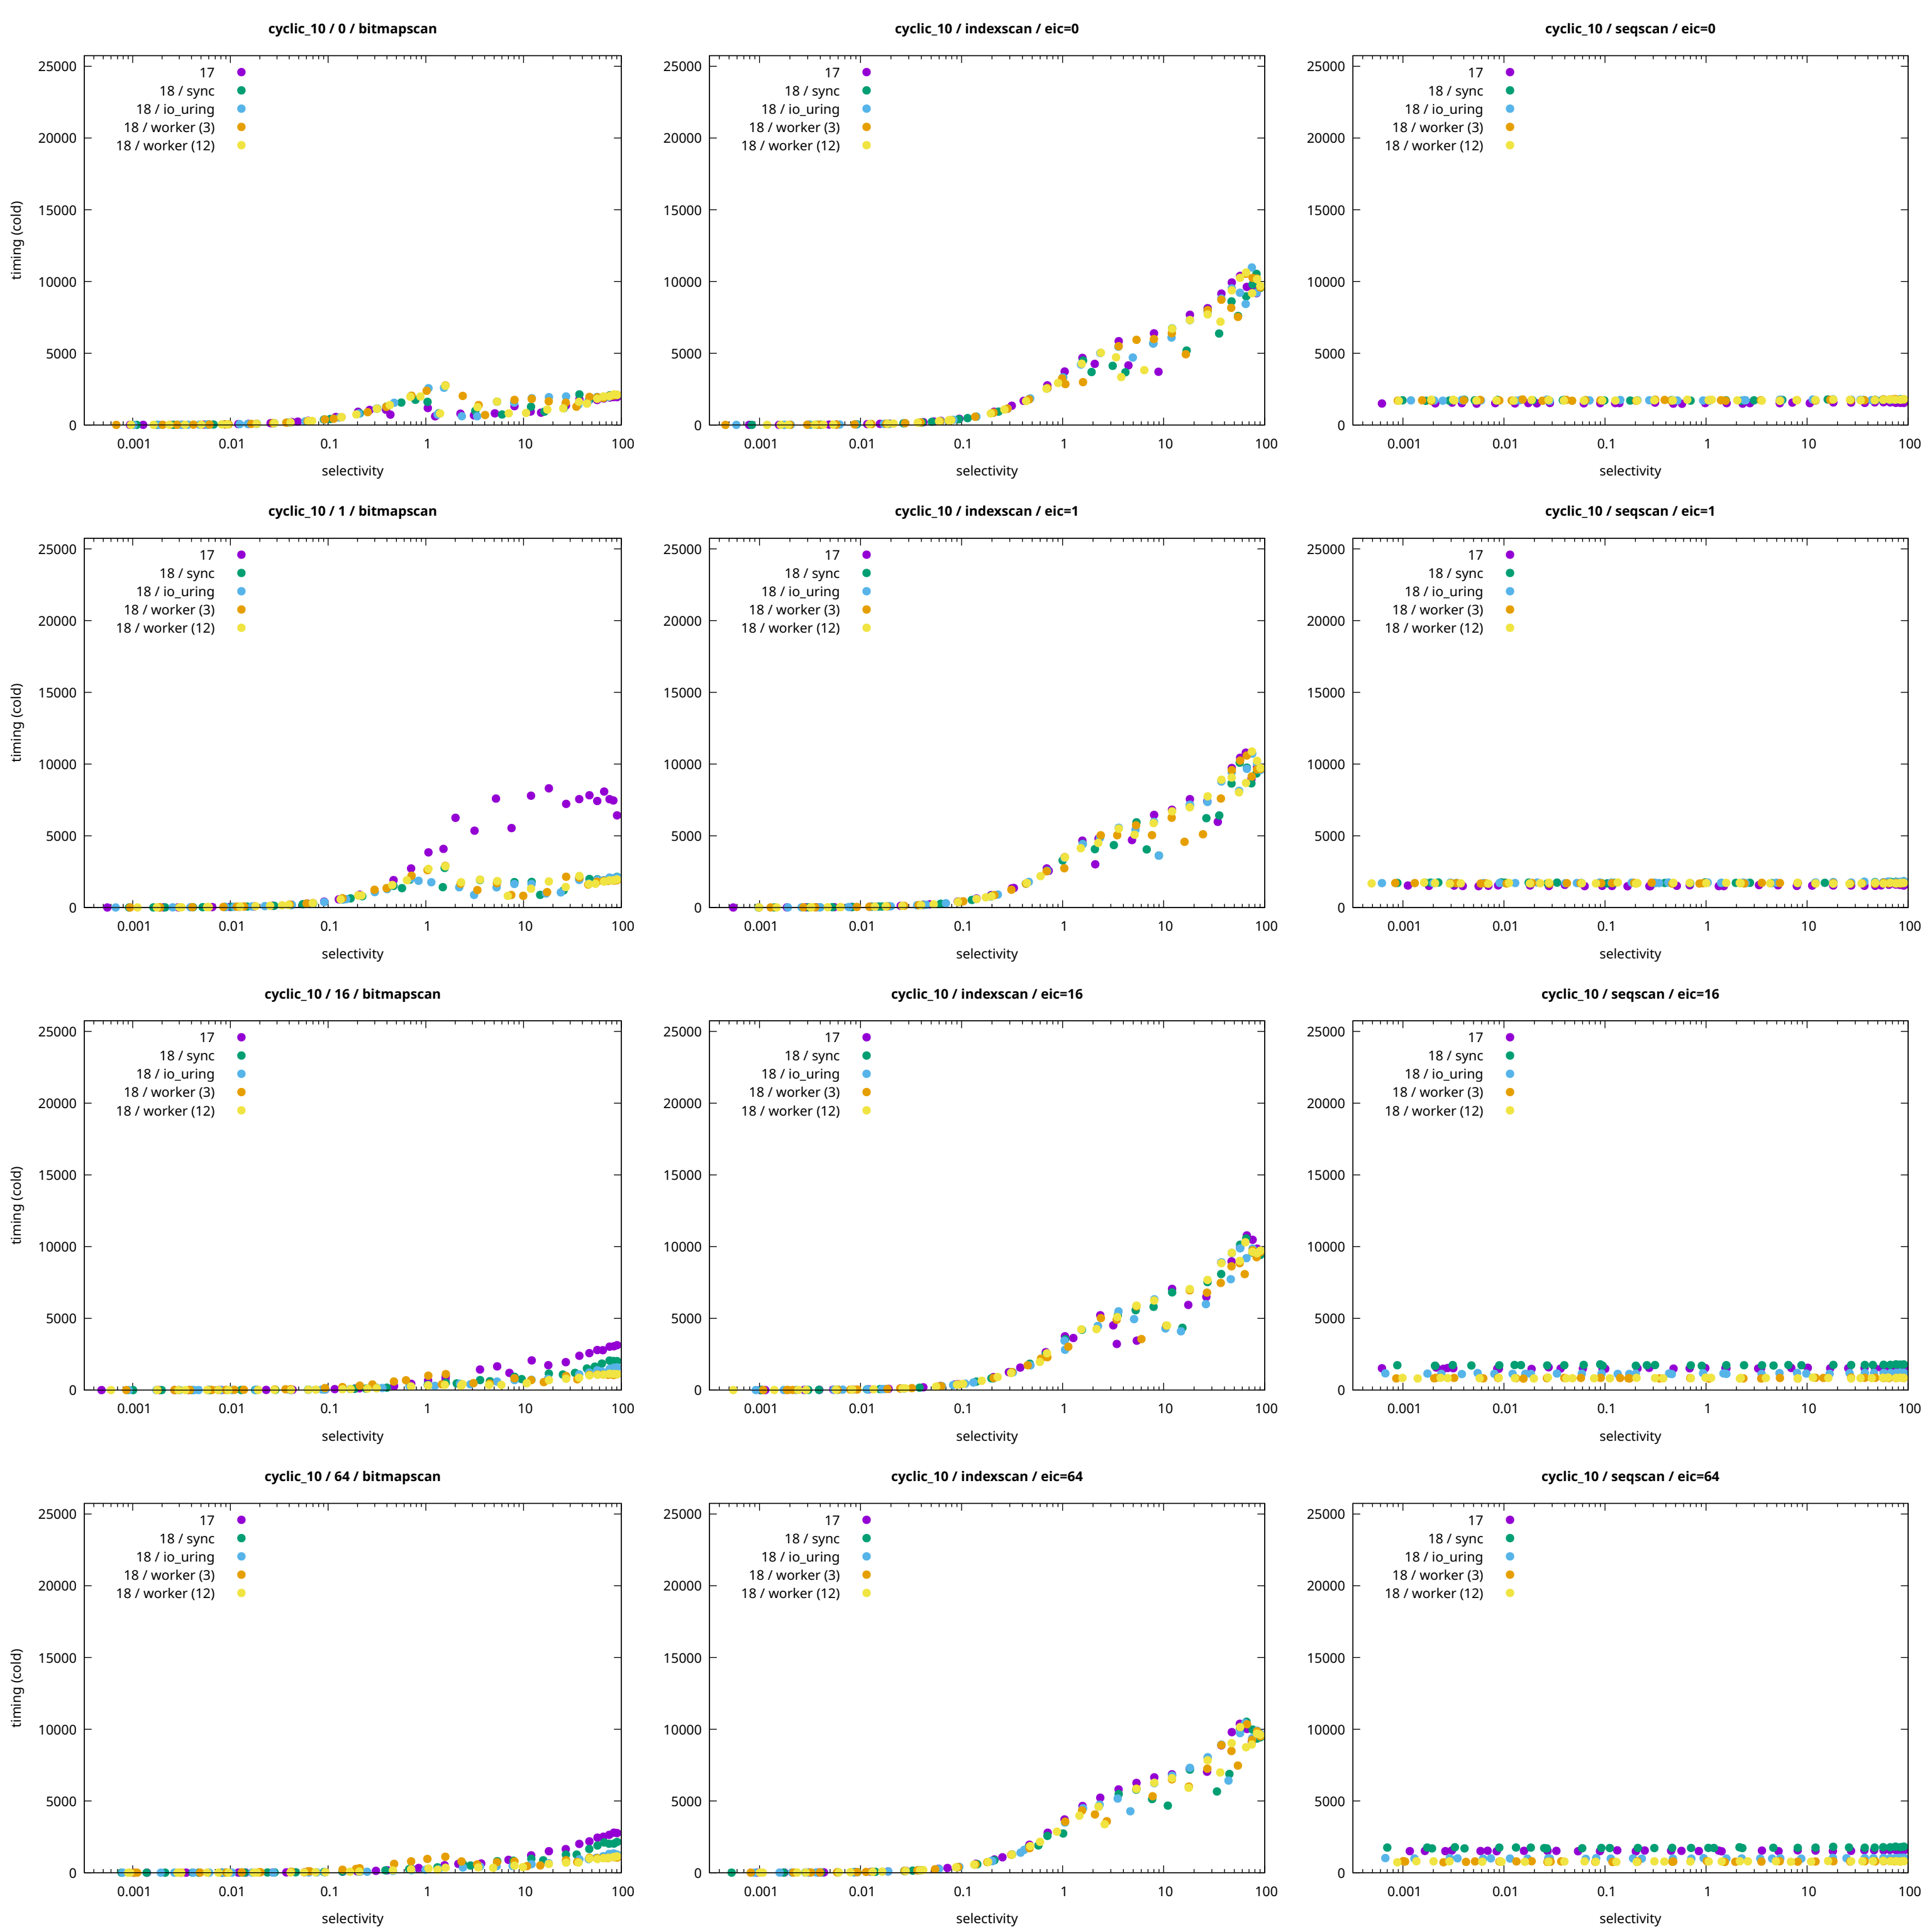 cyclic_10 / 0 / bitmapscan
25000
20000
15000
10000
5000
0
timing (cold)
17
18 / sync
18 / io_uring
18 / worker (3)
18 / worker (12)
0.001 0.01 0.1 1 10 100
selectivity
cyclic_10 / indexscan / eic=0
25000
20000
15000
10000
5000
0
17
18 / sync
18 / io_uring
18 / worker (3)
18 / worker (12)
0.001 0.01 0.1 1 10 100
selectivity
cyclic_10 / seqscan / eic=0
25000
20000
15000
10000
5000
0
17
18 / sync
18 / io_uring
18 / worker (3)
18 / worker (12)
0.001 0.01 0.1 1 10 100
selectivity
cyclic_10 / 1 / bitmapscan
25000
20000
15000
10000
5000
0
timing (cold)
17
18 / sync
18 / io_uring
18 / worker (3)
18 / worker (12)
0.001 0.01 0.1 1 10 100
selectivity
cyclic_10 / indexscan / eic=1
25000
20000
15000
10000
5000
0
17
18 / sync
18 / io_uring
18 / worker (3)
18 / worker (12)
0.001 0.01 0.1 1 10 100
selectivity
cyclic_10 / seqscan / eic=1
25000
20000
15000
10000
5000
0
17
18 / sync
18 / io_uring
18 / worker (3)
18 / worker (12)
0.001 0.01 0.1 1 10 100
selectivity
cyclic_10 / 16 / bitmapscan
25000
20000
15000
10000
5000
0
timing (cold)
17
18 / sync
18 / io_uring
18 / worker (3)
18 / worker (12)
0.001 0.01 0.1 1 10 100
selectivity
cyclic_10 / indexscan / eic=16
25000
20000
15000
10000
5000
0
17
18 / sync
18 / io_uring
18 / worker (3)
18 / worker (12)
0.001 0.01 0.1 1 10 100
selectivity
cyclic_10 / seqscan / eic=16
25000
20000
15000
10000
5000
0
17
18 / sync
18 / io_uring
18 / worker (3)
18 / worker (12)
0.001 0.01 0.1 1 10 100
selectivity
cyclic_10 / 64 / bitmapscan
25000
20000
15000
10000
5000
0
timing (cold)
17
18 / sync
18 / io_uring
18 / worker (3)
18 / worker (12)
0.001 0.01 0.1 1 10 100
selectivity
cyclic_10 / indexscan / eic=64
25000
20000
15000
10000
5000
0
17
18 / sync
18 / io_uring
18 / worker (3)
18 / worker (12)
0.001 0.01 0.1 1 10 100
selectivity
cyclic_10 / seqscan / eic=64
25000
20000
15000
10000
5000
0
17
18 / sync
18 / io_uring
18 / worker (3)
18 / worker (12)
0.001 0.01 0.1 1 10 100
selectivity